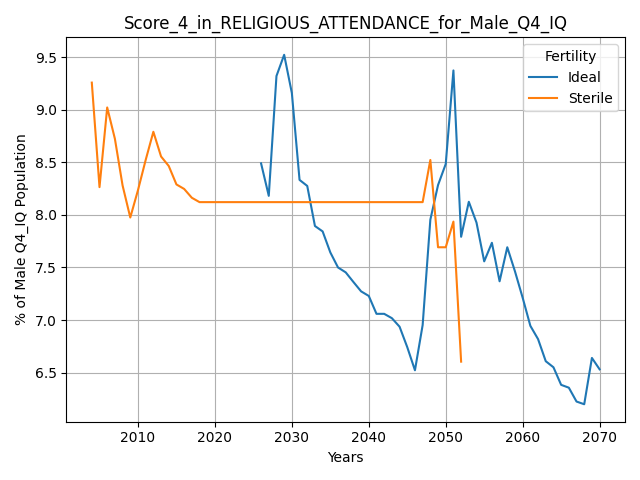 Score_4_in_RELIGIOUS_ATTENDANCE_for_Male_Q4_IQ
Fertility
Ideal
Sterile
% of Male Q4_IQ Population
9.5
9.0
8.5
8.0
7.5
7.0
6.5
2010 2020 2030 2040 2050 2060 2070
Years